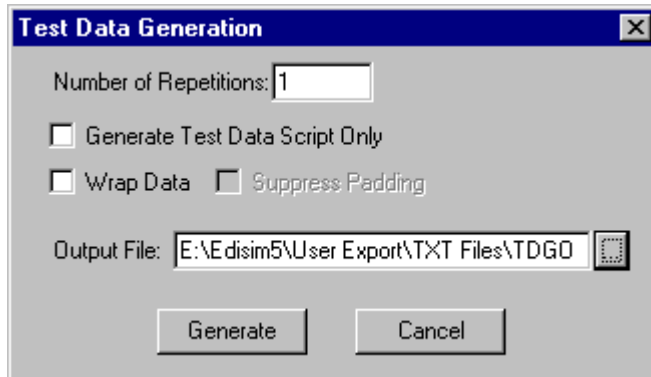 Test Data Generation
Number of Repetitions: 1
Generate Test Data Script Only
Wrap Data Suppress Padding
Output File: E:\Edisim5\User Export\TXT Files\TDGO
Generate Cancel